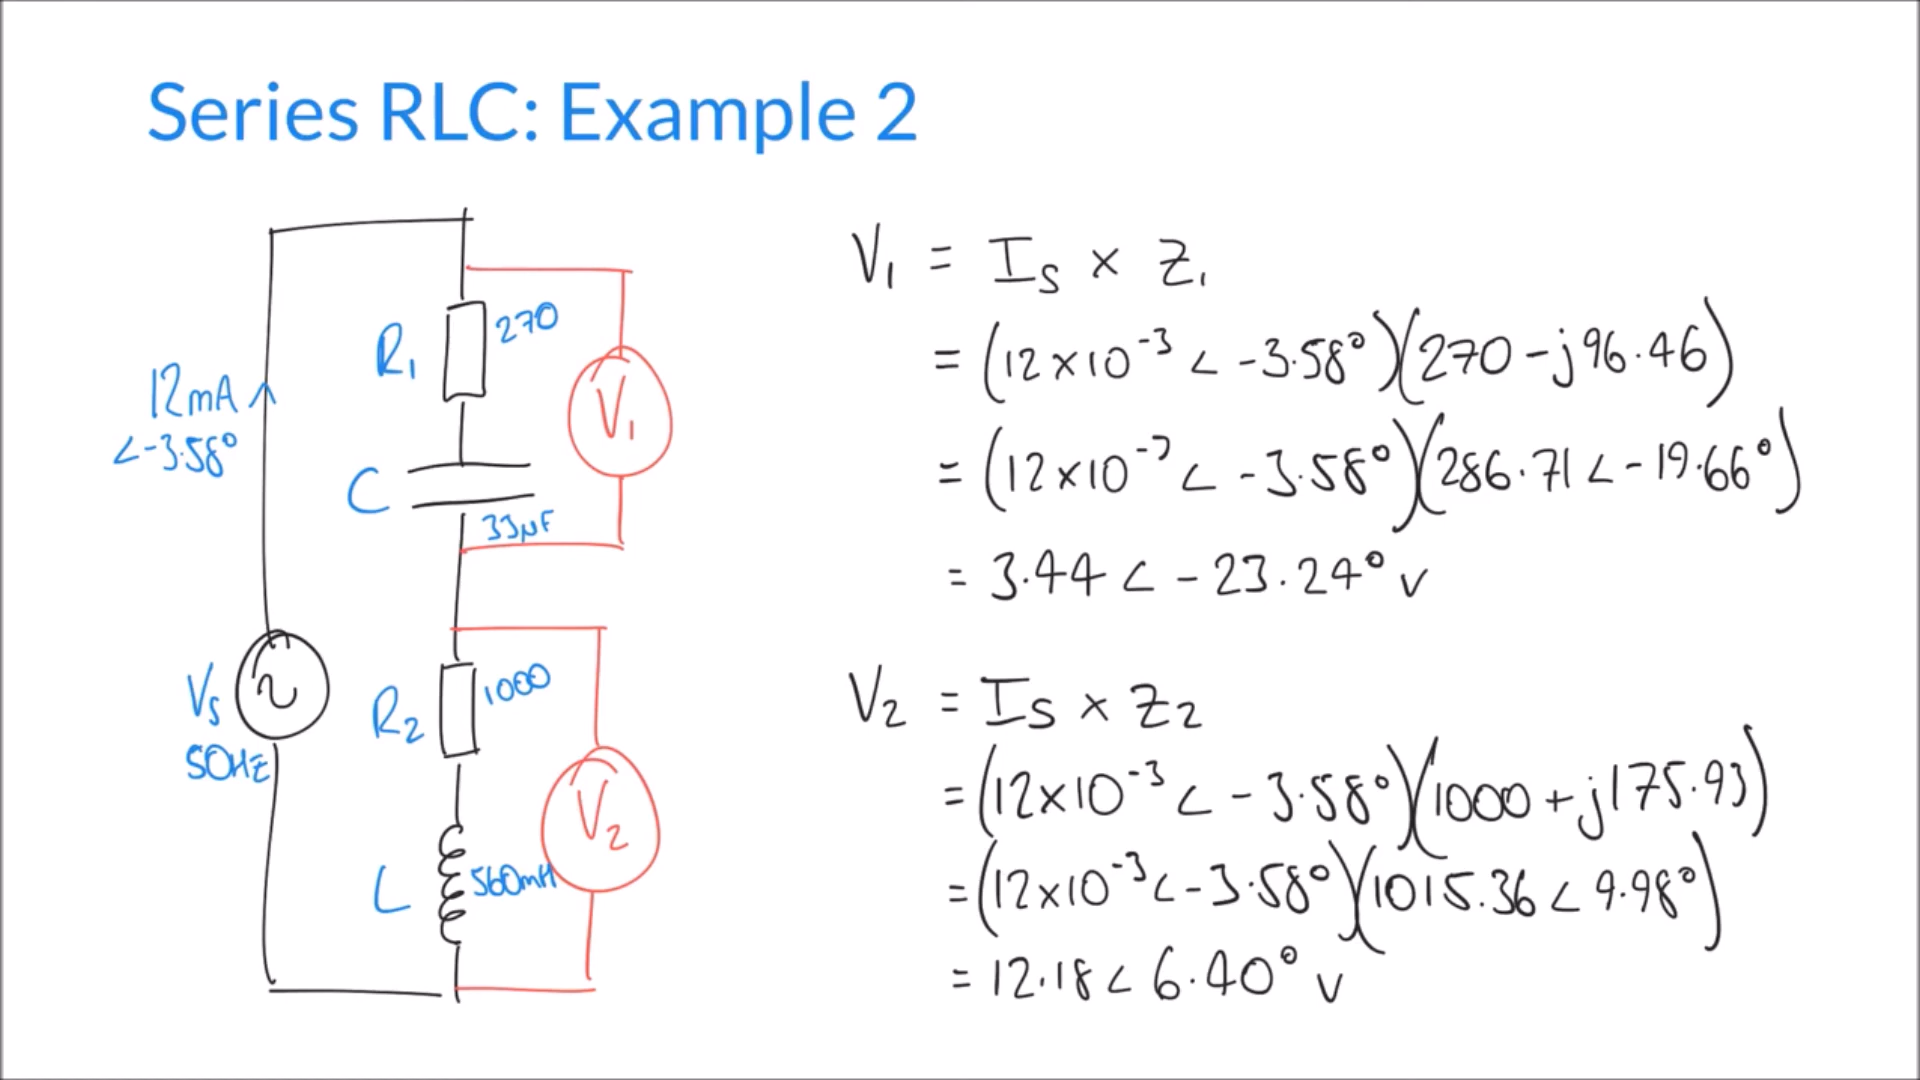 Series RLC: Example 2
12mA
∠-3.58°
Vs
50Hz
R₁
270
C
33µF
V₁
R₂
1000
L
560mH
V₂
V₁ = Is × Z₁
= (12×10⁻³ ∠ -3.58°)(270 - j96.46)
= (12×10⁻³ ∠ -3.58°)(286.71 ∠ -19.66°)
= 3.44 ∠ -23.24° v
V₂ = Is × Z₂
= (12×10⁻³ ∠ -3.58°)(1000 + j175.93)
= (12×10⁻³ ∠ -3.58°)(1015.36 ∠ 9.98°)
= 12.18 ∠ 6.40° v